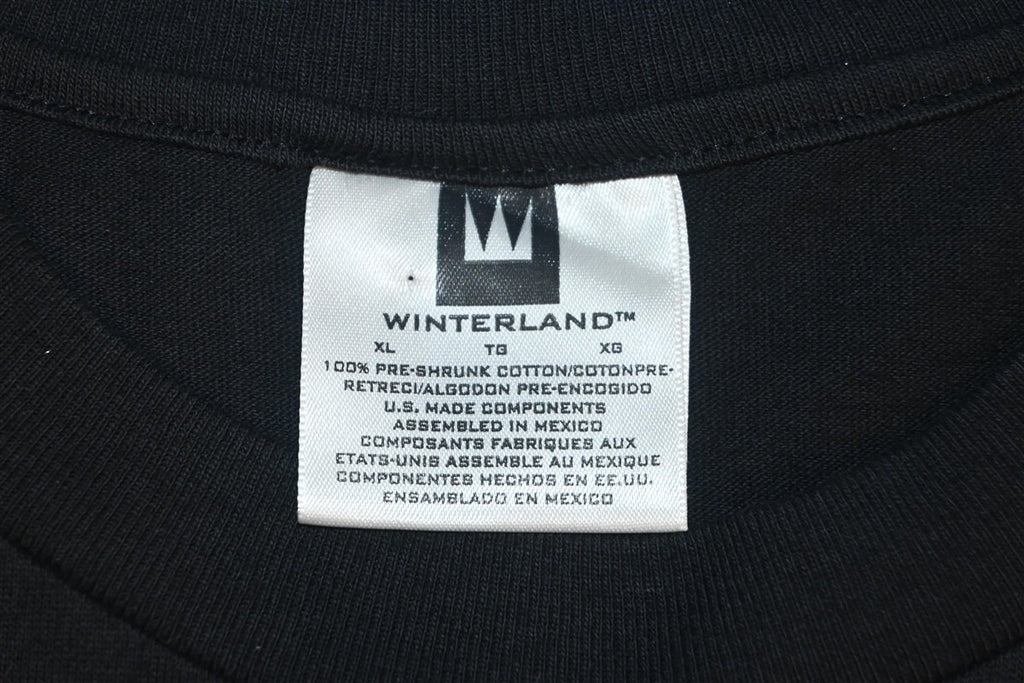 W
WINTERLAND™
XL TG XG
100% PRE-SHRUNK COTTON/COTONPRE-
RETRECI/ALGODON PRE-ENCOGIDO
U.S. MADE COMPONENTS
ASSEMBLED IN MEXICO
COMPOSANTS FABRIQUES AUX
ETATS-UNIS ASSEMBLE AU MEXIQUE
COMPONENTES HECHOS EN EE.UU.
ENSAMBLADO EN MEXICO